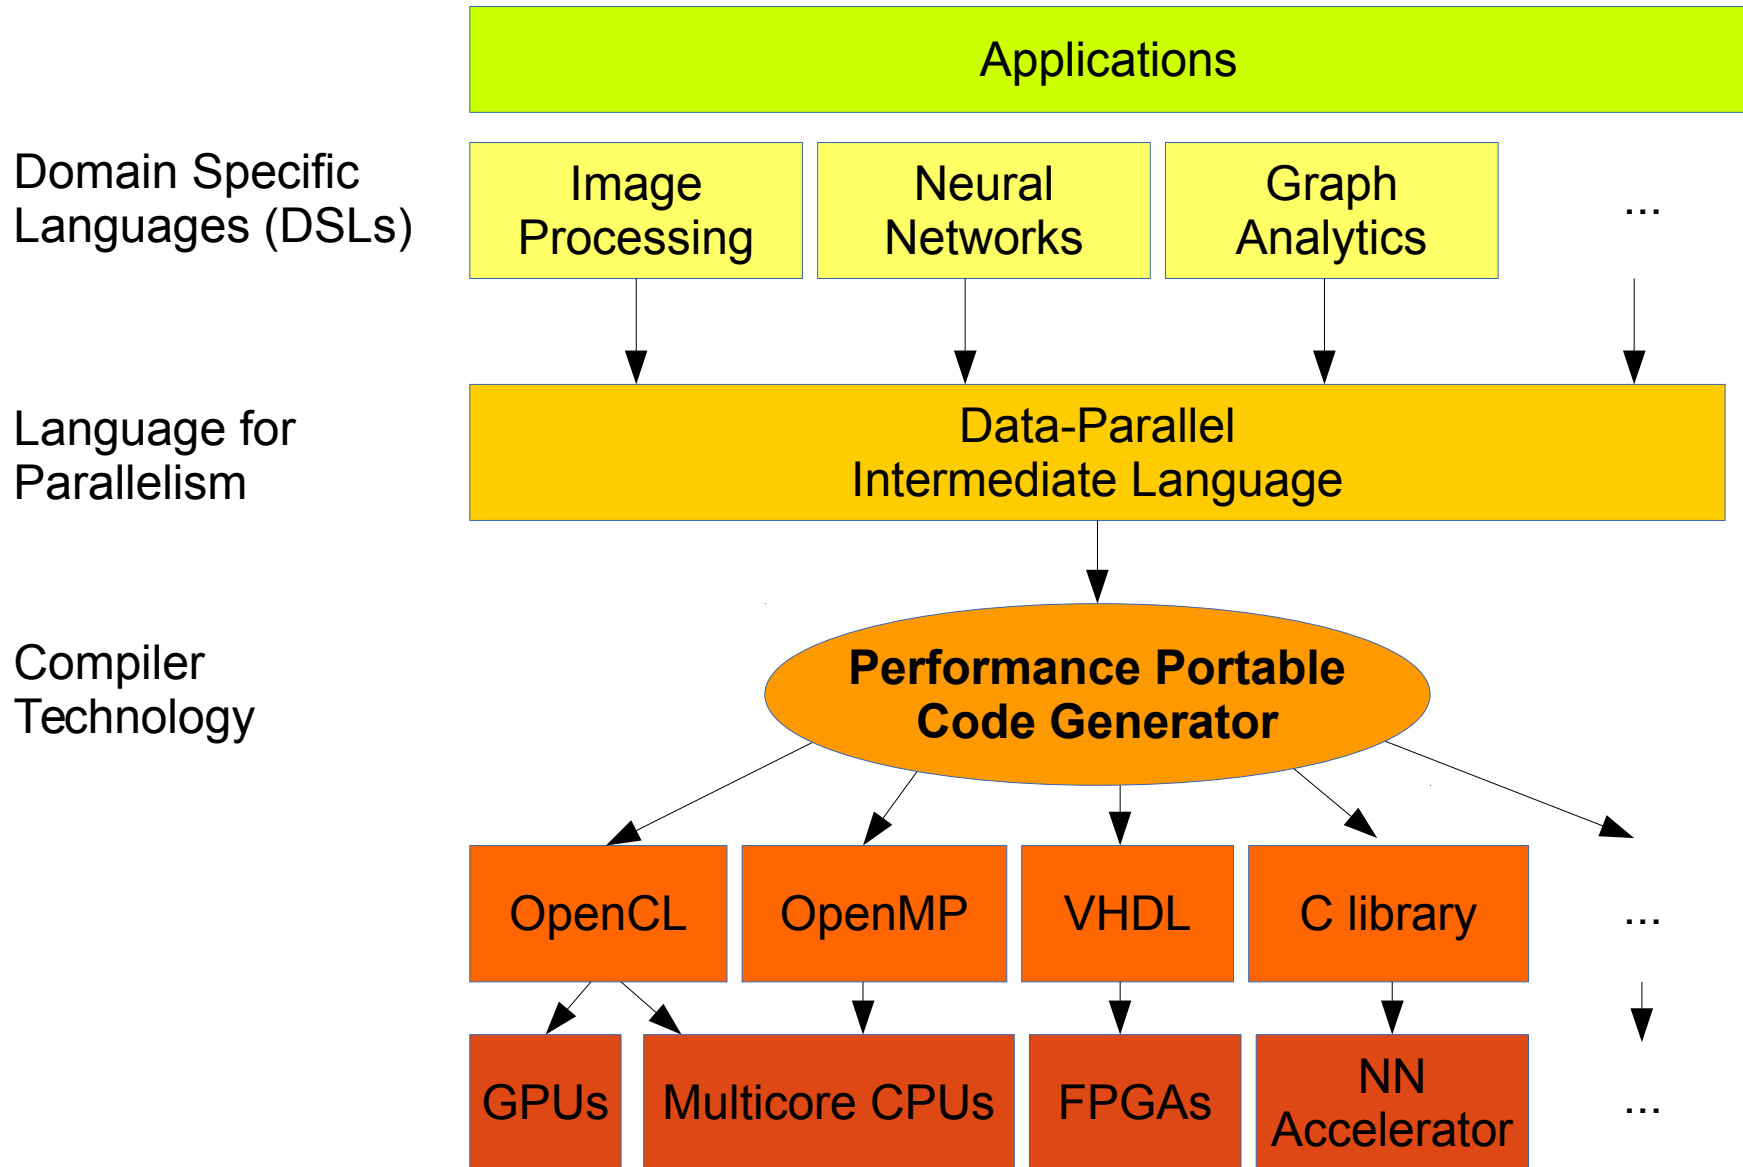 Applications
Domain Specific
Languages (DSLs)
Image
Processing
Neural
Networks
Graph
Analytics
...
Language for
Parallelism
Data-Parallel
Intermediate Language
Compiler
Technology
Performance Portable
Code Generator
OpenCL
OpenMP
VHDL
C library
...
GPUs
Multicore CPUs
FPGAs
NN
Accelerator
...